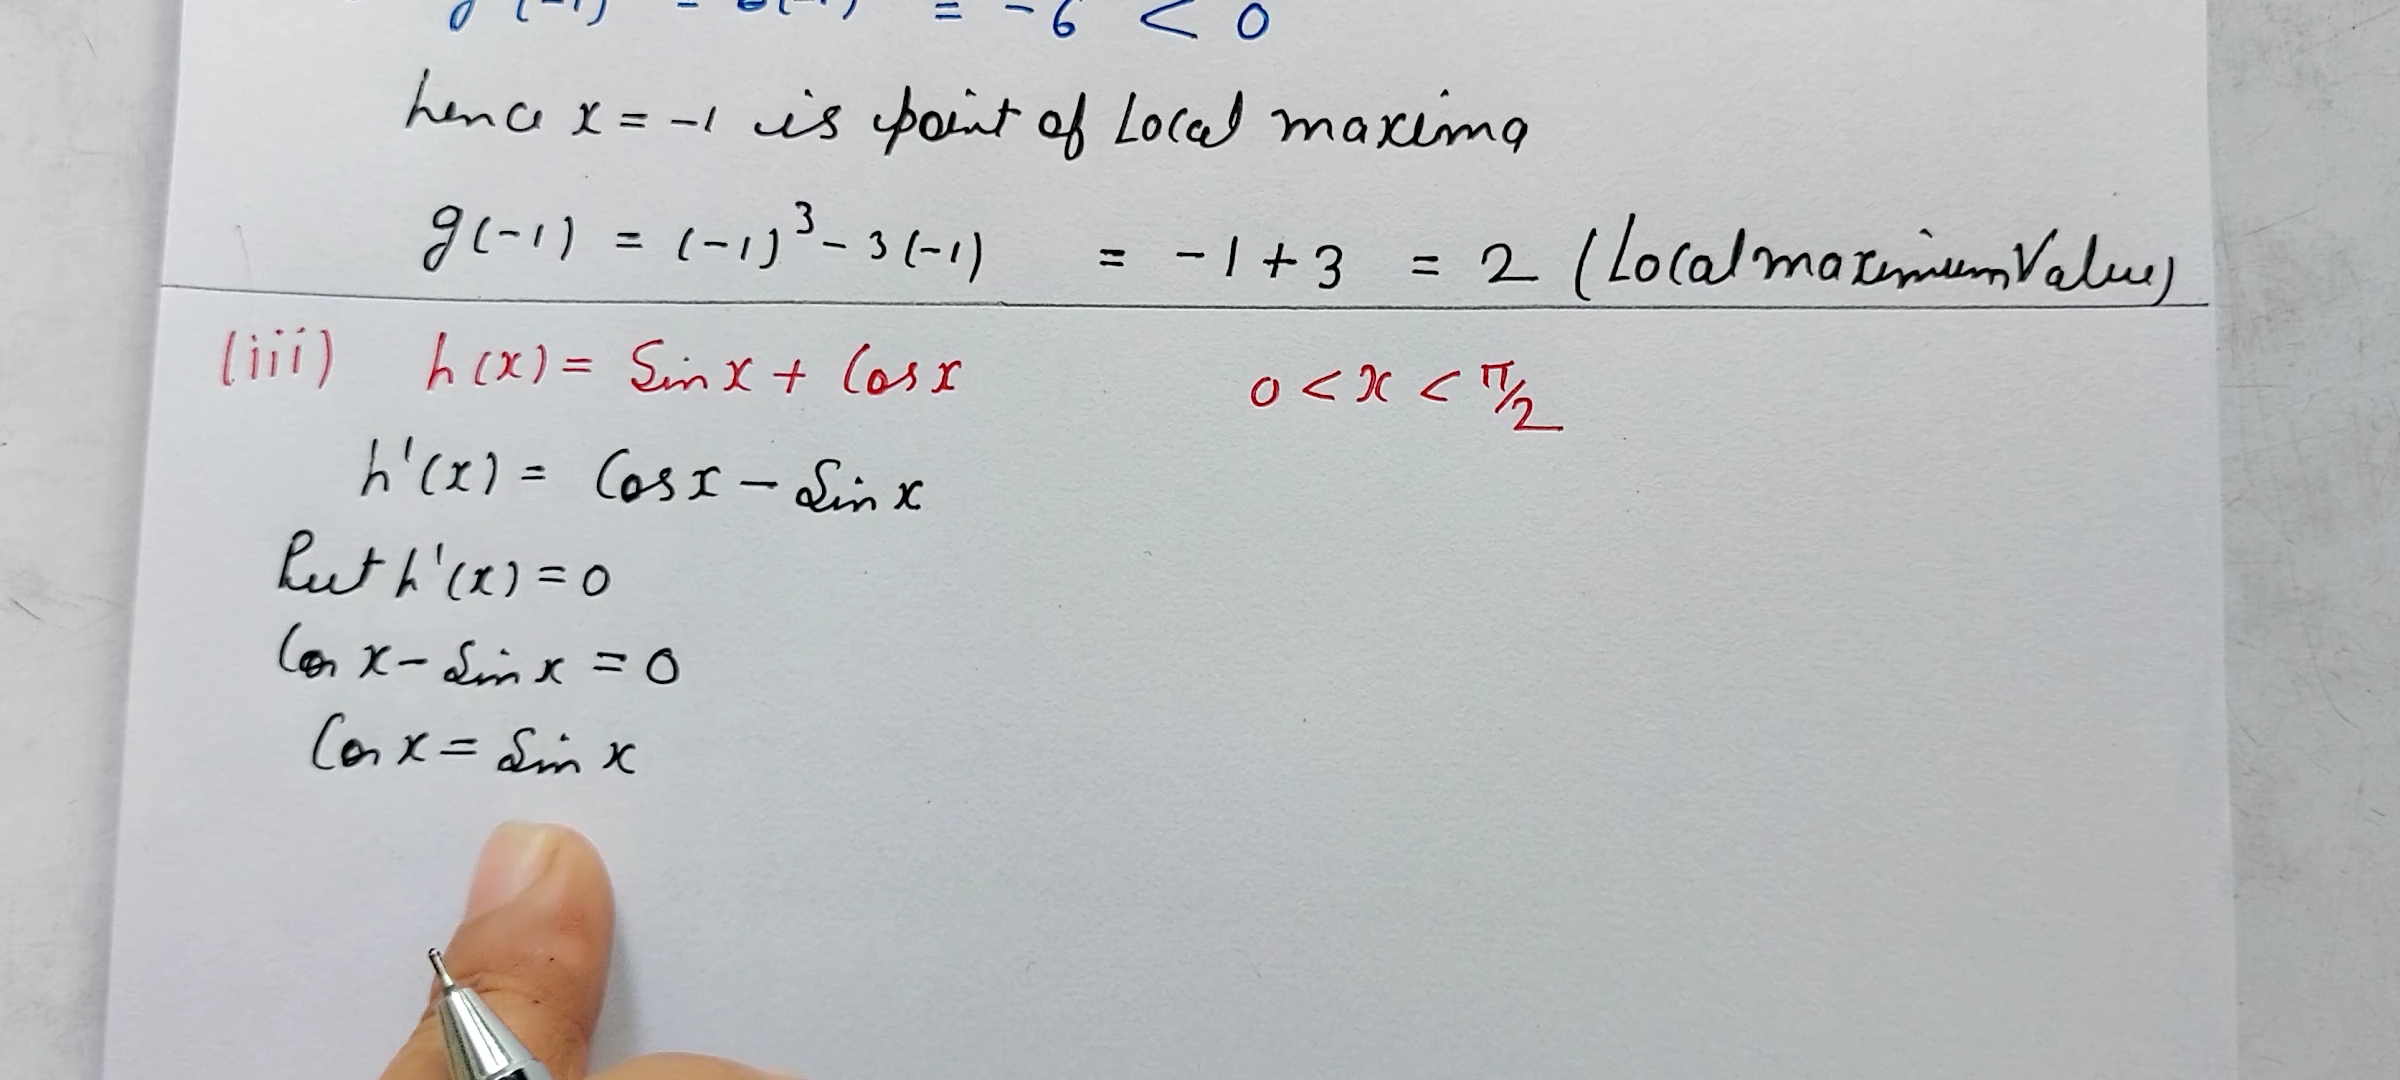 = -6 < 0
hence x = -1 is point of Local maxima
g(-1) = (-1)³ - 3(-1) = -1 + 3 = 2 (Local maximum Value)
(iii) h(x) = Sin x + Cos x 0 < x < π/2
h'(x) = Cos x - Sin x
Put h'(x) = 0
Cos x - Sin x = 0
Cos x = Sin x